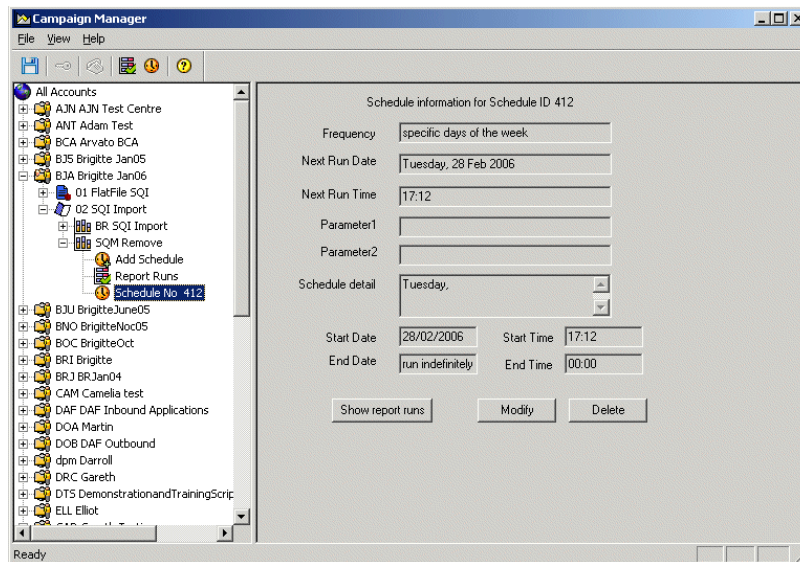 Campaign Manager
File View Help
All Accounts
AJN AJN Test Centre
ANT Adam Test
BCA Arvato BCA
BJ5 Brigitte Jan05
BJA Brigitte Jan06
01 FlatFile SQI
02 SQI Import
BR SQI Import
SQM Remove
Add Schedule
Report Runs
Schedule No 412
BJU BrigitteJune05
BNO BrigitteNoc05
BOC BrigitteOct
BRI Brigitte
BRJ BRJan04
CAM Camelia test
DAF DAF Inbound Applications
DOA Martin
DOB DAF Outbound
dpm Darroll
DRC Gareth
DTS DemonstrationandTrainingScrip
ELL Elliot
Schedule information for Schedule ID 412
Frequency specific days of the week
Next Run Date Tuesday, 28 Feb 2006
Next Run Time 17:12
Parameter1
Parameter2
Schedule detail Tuesday,
Start Date 28/02/2006 Start Time 17:12
End Date run indefinitely End Time 00:00
Show report runs Modify Delete
Ready